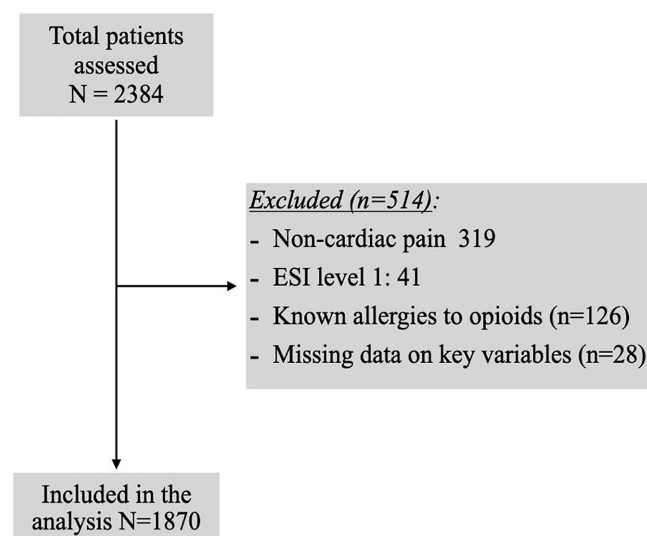 Total patients
assessed
N = 2384
Excluded (n=514):
- Non-cardiac pain 319
- ESI level 1: 41
- Known allergies to opioids (n=126)
- Missing data on key variables (n=28)
Included in the
analysis N=1870